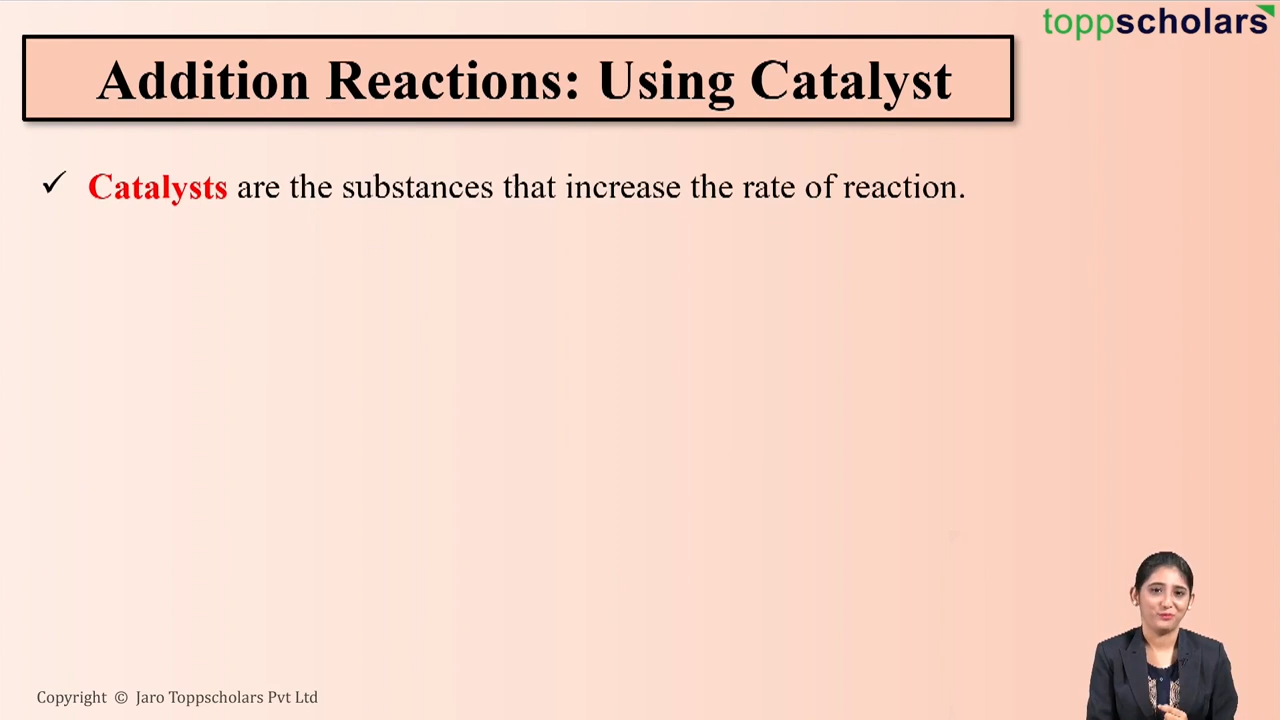 toppscholars
Addition Reactions: Using Catalyst
✓ Catalysts are the substances that increase the rate of reaction.
Copyright © Jaro Toppscholars Pvt Ltd